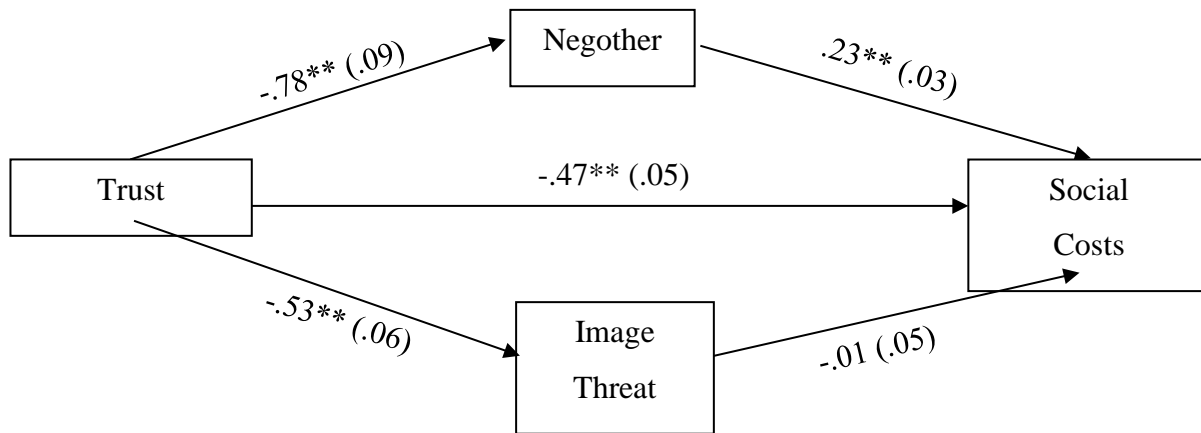 Negother
-.78** (.09)
.23** (.03)
Trust
-.47** (.05)
Social
Costs
-.53** (.06)
Image
Threat
-.01 (.05)